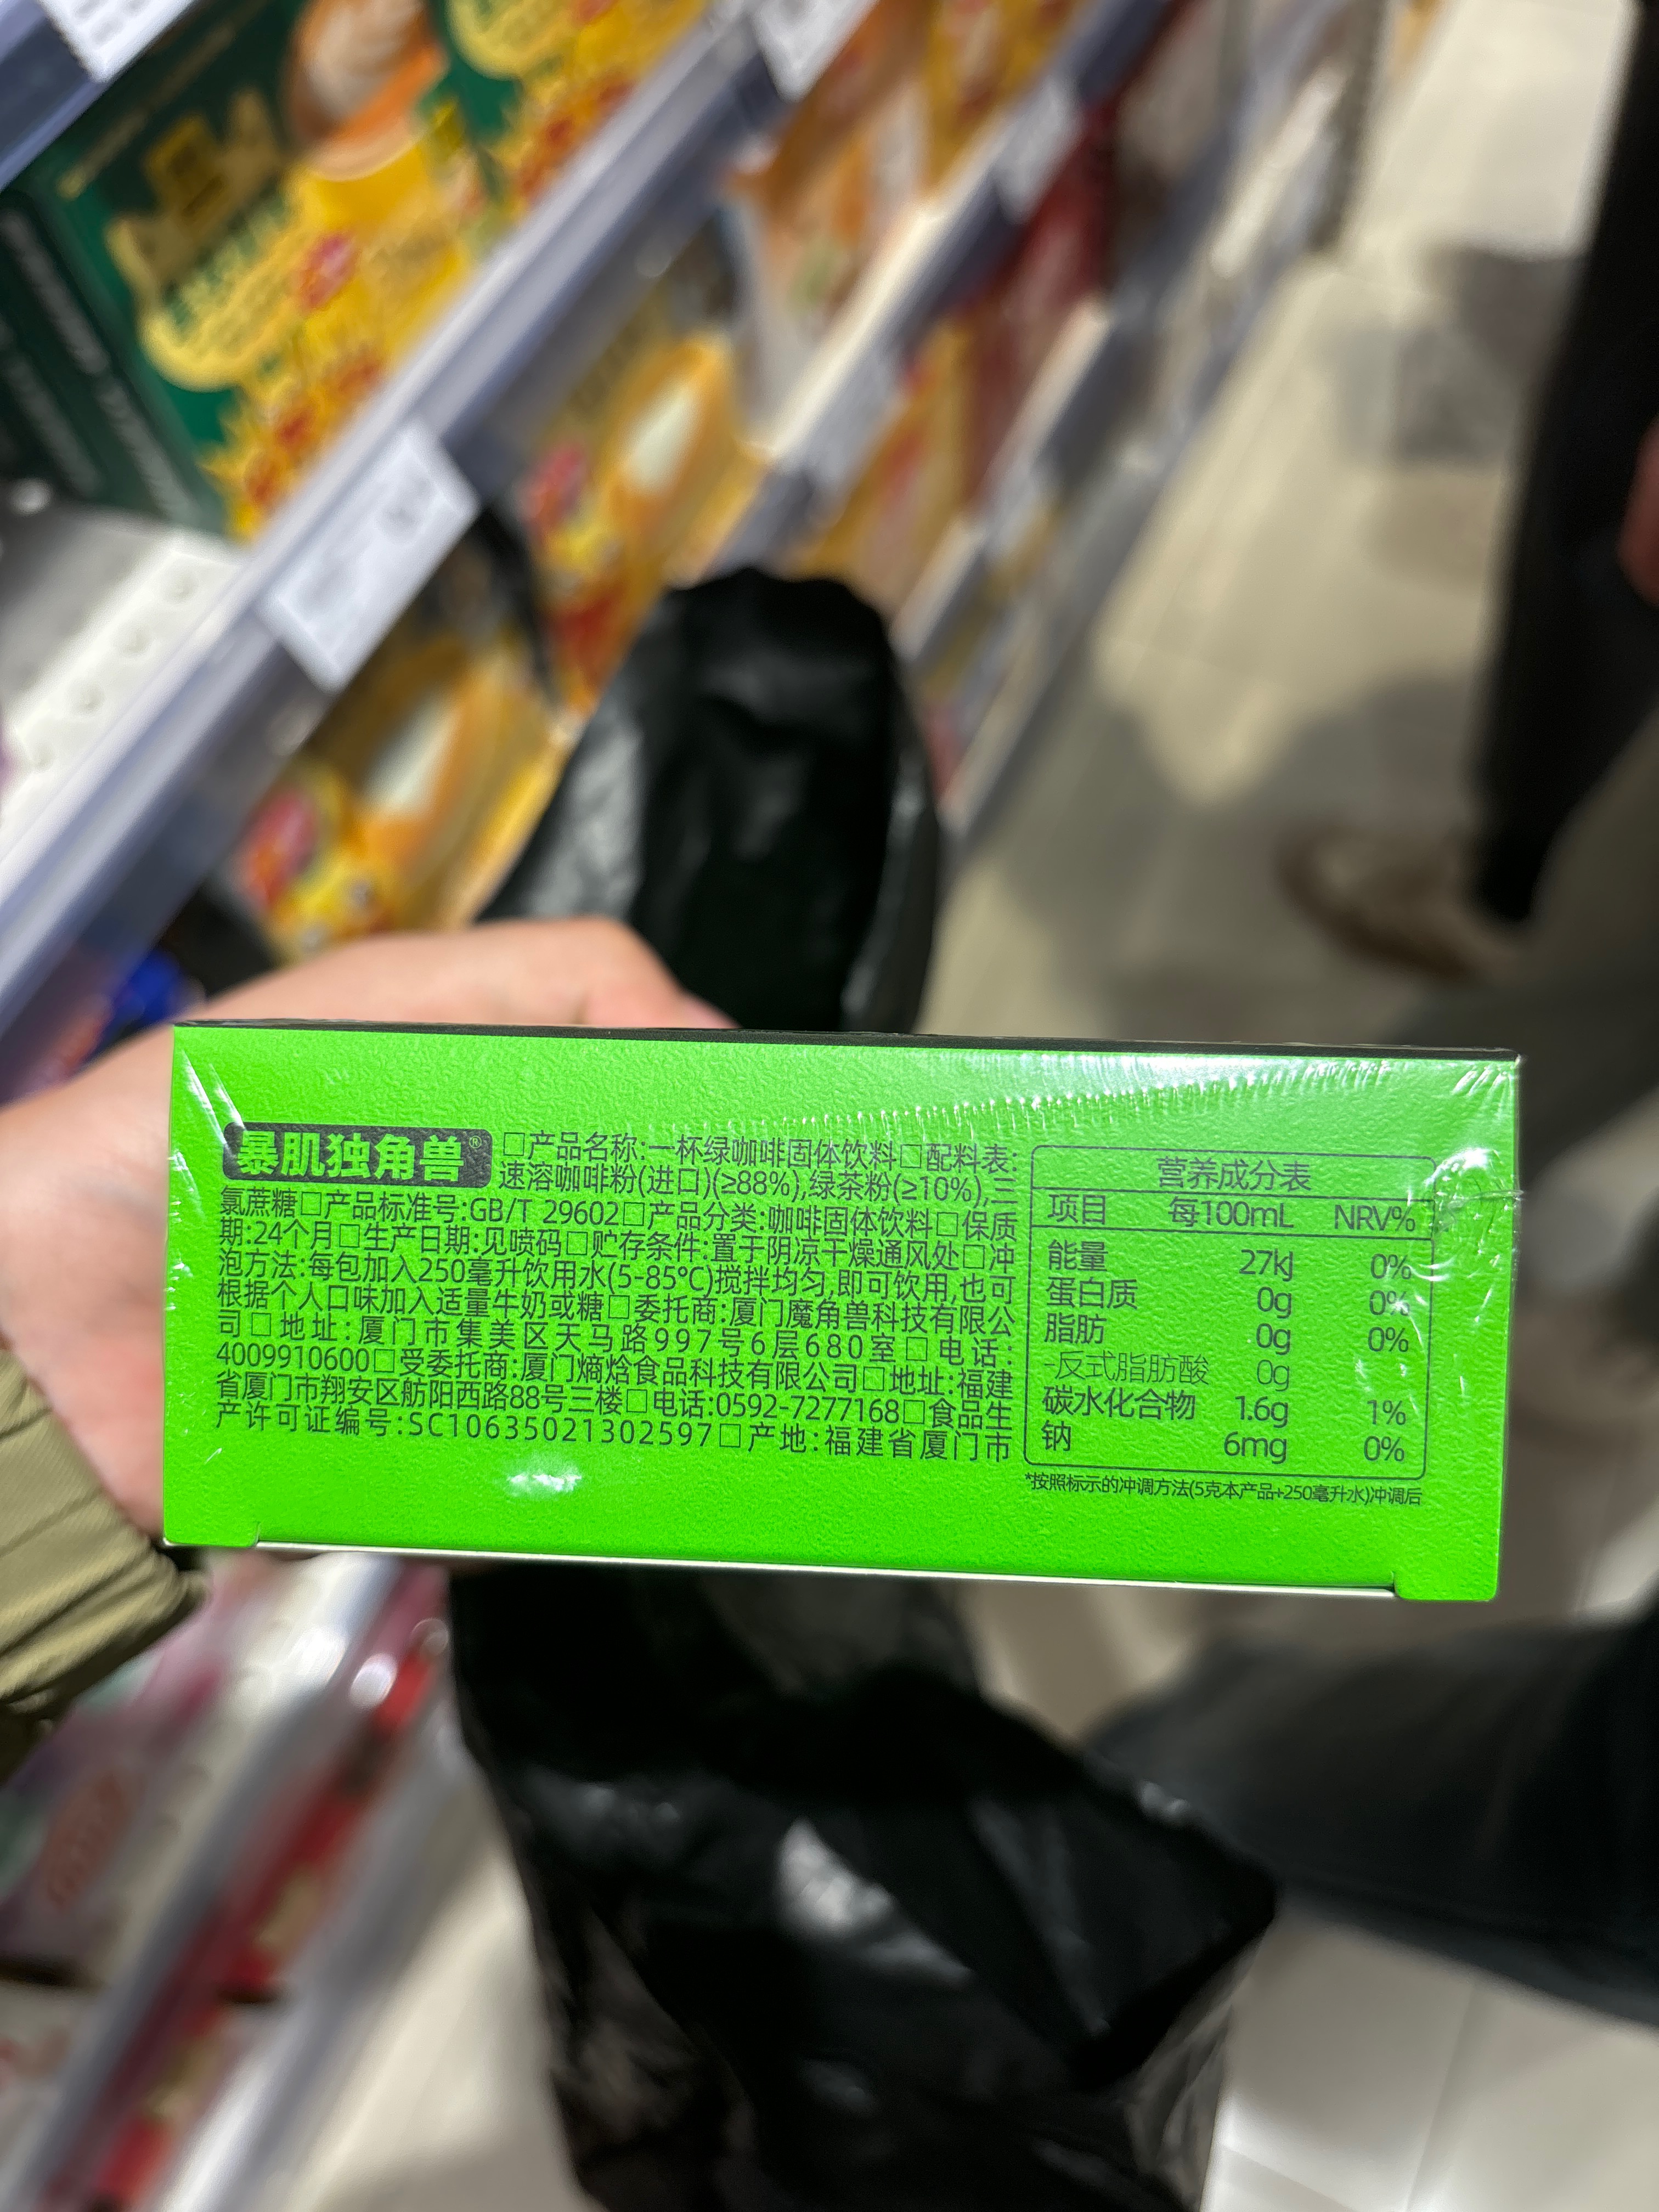 暴肌独角兽® □产品名称:一杯绿咖啡固体饮料□配料表:
速溶咖啡粉(进口)(≥88%),绿茶粉(≥10%),三
氯蔗糖□产品标准号:GB/T 29602□产品分类:咖啡固体饮料□保质
期:24个月□生产日期:见喷码□贮存条件:置于阴凉干燥通风处□冲
泡方法:每包加入250毫升饮用水(5-85℃)搅拌均匀,即可饮用,也可
根据个人口味加入适量牛奶或糖□委托商:厦门魔角兽科技有限公
司□地址:厦门市集美区天马路997号6层680室□电话:
4009910600□受委托商:厦门熵焓食品科技有限公司□地址:福建
省厦门市翔安区舫阳西路88号三楼□电话:0592-7277168□食品生
产许可证编号:SC10635021302597□产地:福建省厦门市
营养成分表
项目 每100mL NRV%
能量 27kJ 0%
蛋白质 0g 0%
脂肪 0g 0%
-反式脂肪酸 0g
碳水化合物 1.6g 1%
钠 6mg 0%
*按照标示的冲调方法(5克本产品+250毫升水)冲调后